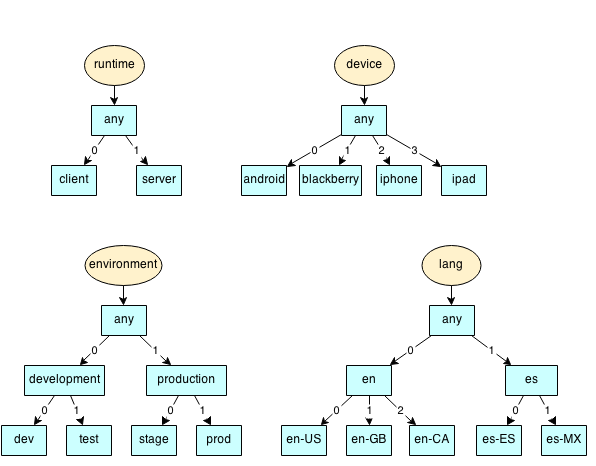 runtime
device
any
any
0
1
0
1
2
3
client
server
android
blackberry
iphone
ipad
environment
lang
any
any
0
1
0
1
development
production
en
es
0
1
0
1
0
1
2
0
1
dev
test
stage
prod
en-US
en-GB
en-CA
es-ES
es-MX